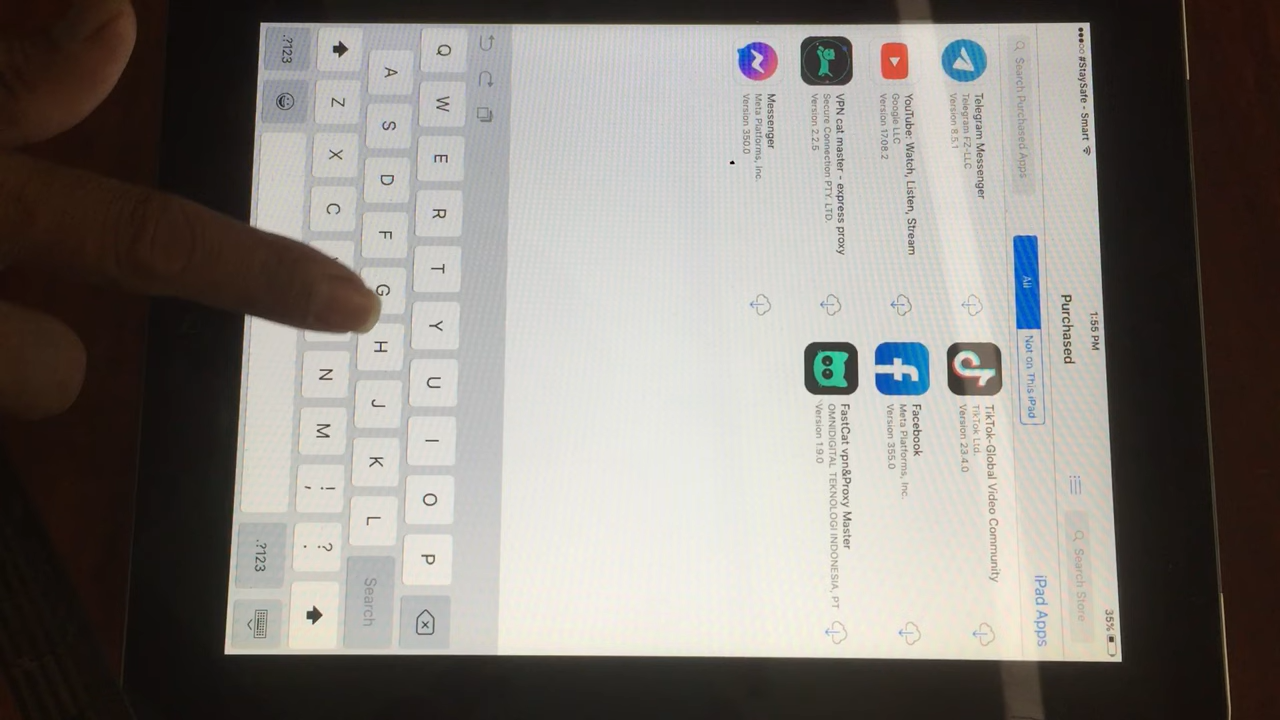 ●●●○○ #StaySafe - Smart
1:55 PM
35%
Purchased
Search Store
Search Purchased Apps
All
Not on This iPad
iPad Apps
Telegram Messenger
Telegram FZ-LLC
Version 8.5.1
TikTok-Global Video Community
TikTok Ltd.
Version 23.4.0
YouTube: Watch, Listen, Stream
Google LLC
Version 17.08.2
Facebook
Meta Platforms, Inc.
Version 355.0
VPN cat master - express proxy
Secure Connection PTY. LTD.
Version 2.2.5
FastCat vpn&Proxy Master
OMNIDIGITAL TEKNOLOGI INDONESIA, PT
Version 1.9.0
Messenger
Meta Platforms, Inc.
Version 350.0
Q W E R T Y U I O P
A S D F G H J K L Search
Z X C N M ! , ? .
.?123 .?123